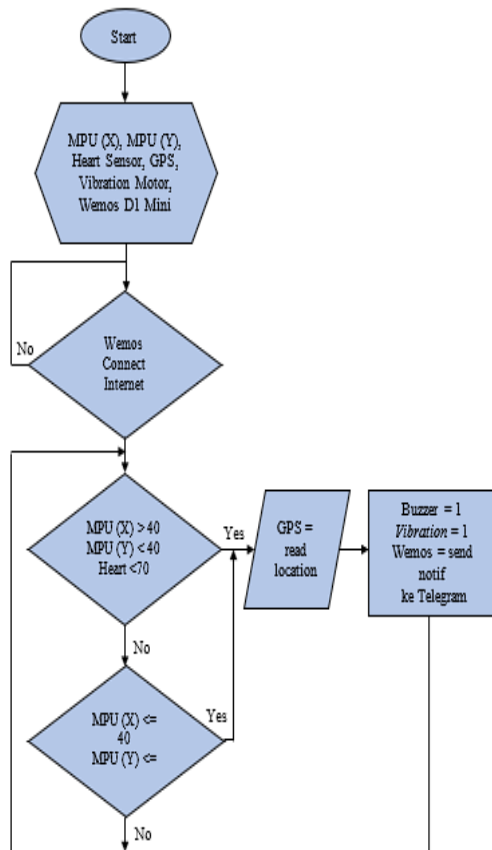 Start
MPU (X), MPU (Y),
Heart Sensor, GPS,
Vibration Motor,
Wemos D1 Mini
Wemos
Connect
Internet
No
MPU (X) > 40
MPU (Y) < 40
Heart <70
Yes
GPS =
read
location
Buzzer = 1
Vibration = 1
Wemos = send
notif
ke Telegram
No
MPU (X) <=
40
MPU (Y) <=
Yes
No